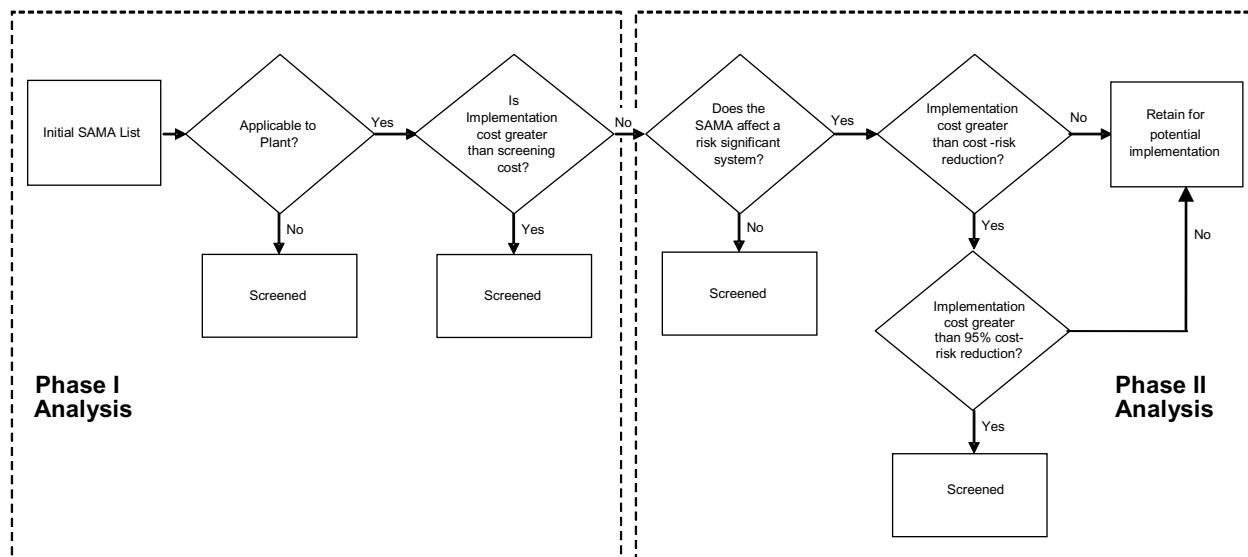 Initial SAMA List
Applicable to
Plant?
Yes
No
Screened
Is
Implementation
cost greater
than screening
cost?
No
Yes
Screened
Phase I
Analysis
Does the
SAMA affect a
risk significant
system?
Yes
No
Screened
Implementation
cost greater
than cost -risk
reduction?
No
Yes
Retain for
potential
implementation
Implementation
cost greater
than 95% cost-
risk reduction?
No
Yes
Screened
Phase II
Analysis